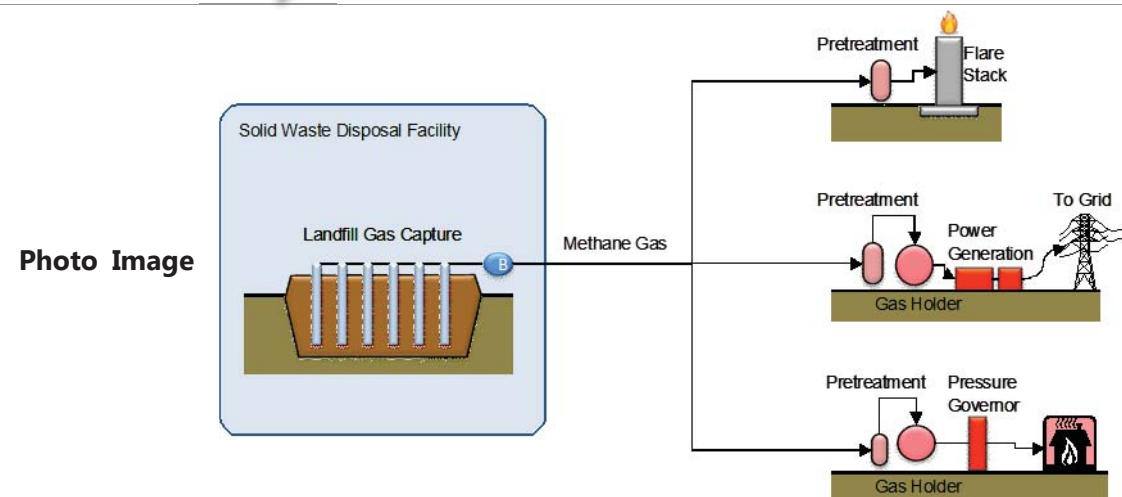 Photo Image
Solid Waste Disposal Facility
Landfill Gas Capture
B
Methane Gas
Pretreatment
Flare
Stack
Pretreatment
To Grid
Power
Generation
Gas Holder
Pretreatment
Pressure
Governor
Gas Holder